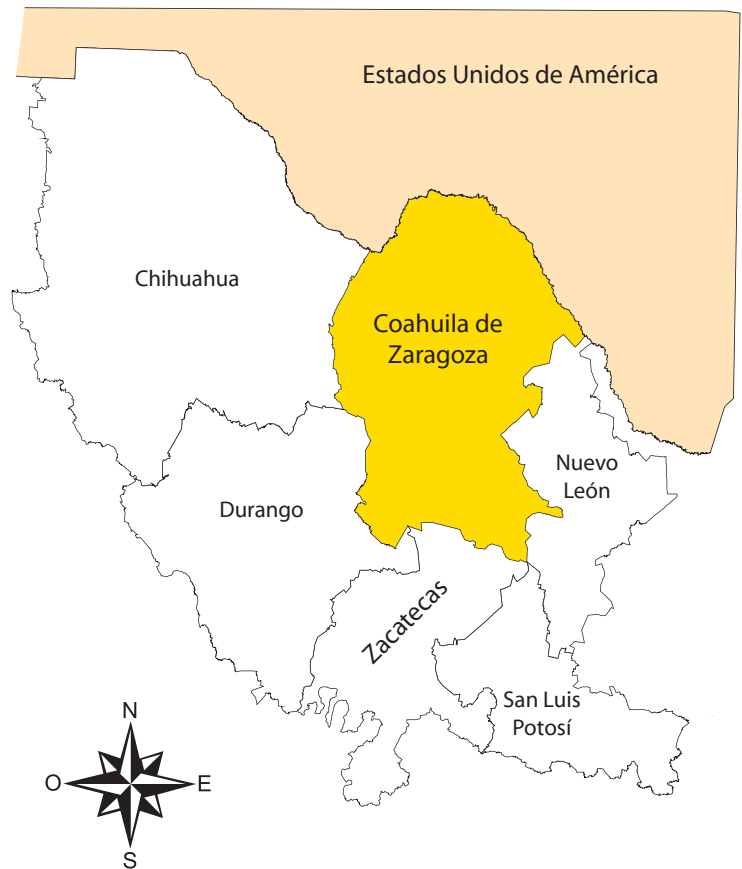 Estados Unidos de América
Chihuahua
Coahuila de
Zaragoza
Nuevo
León
Durango
Zacatecas
San Luis
Potosí
N
O
E
S